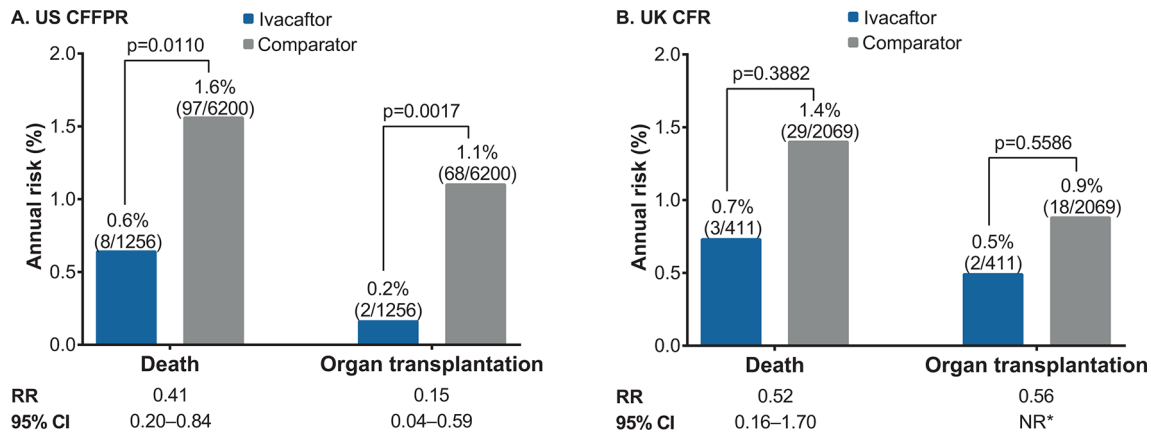 A. US CFFPR
Ivacaftor
Comparator
Annual risk (%)
2.0
1.5
1.0
0.5
0.0
p=0.0110
1.6%
(97/6200)
0.6%
(8/1256)
p=0.0017
1.1%
(68/6200)
0.2%
(2/1256)
Death
Organ transplantation
RR 0.41 0.15
95% CI 0.20–0.84 0.04–0.59
B. UK CFR
Ivacaftor
Comparator
Annual risk (%)
2.0
1.5
1.0
0.5
0.0
p=0.3882
1.4%
(29/2069)
0.7%
(3/411)
p=0.5586
0.9%
(18/2069)
0.5%
(2/411)
Death
Organ transplantation
RR 0.52 0.56
95% CI 0.16–1.70 NR*